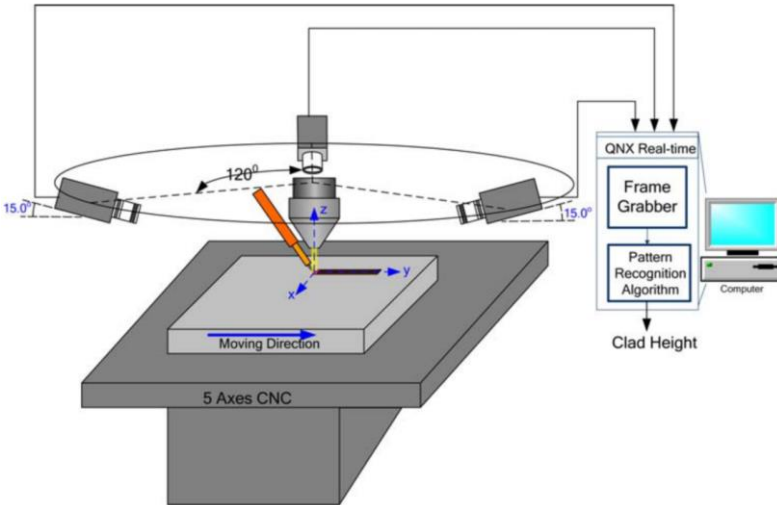 QNX Real-time
120⁰
Frame
Grabber
15.0⁰
15.0⁰
z
Pattern
Recognition
Algorithm
y
x
Computer
Moving Direction
Clad Height
5 Axes CNC